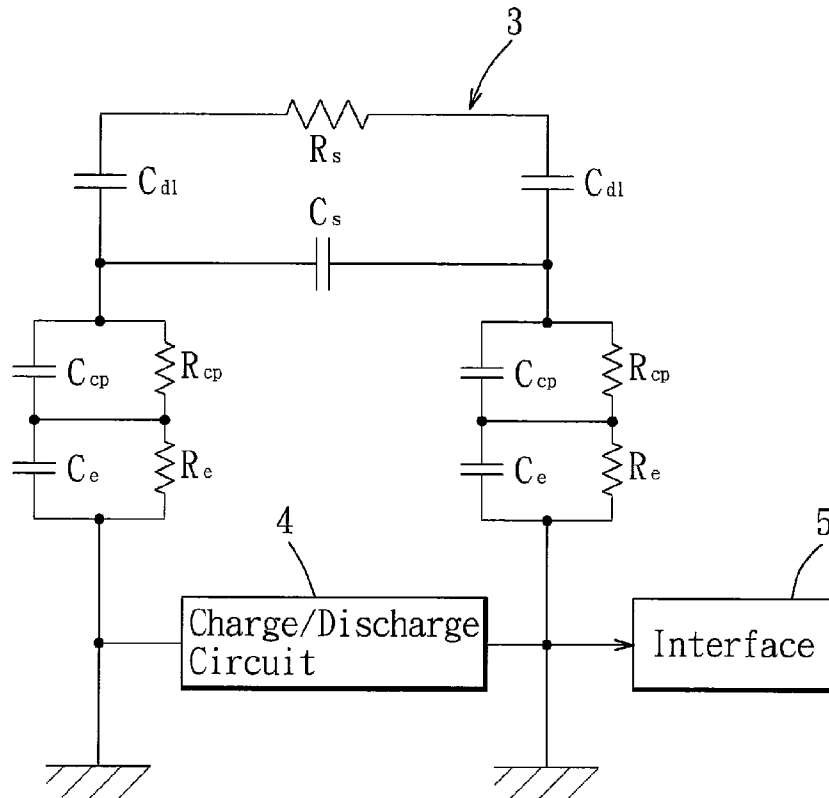 3
Rs
Cdl
Cdl
Cs
Ccp
Rcp
Ccp
Rcp
Ce
Re
Ce
Re
4
5
Charge/Discharge
Circuit
Interface